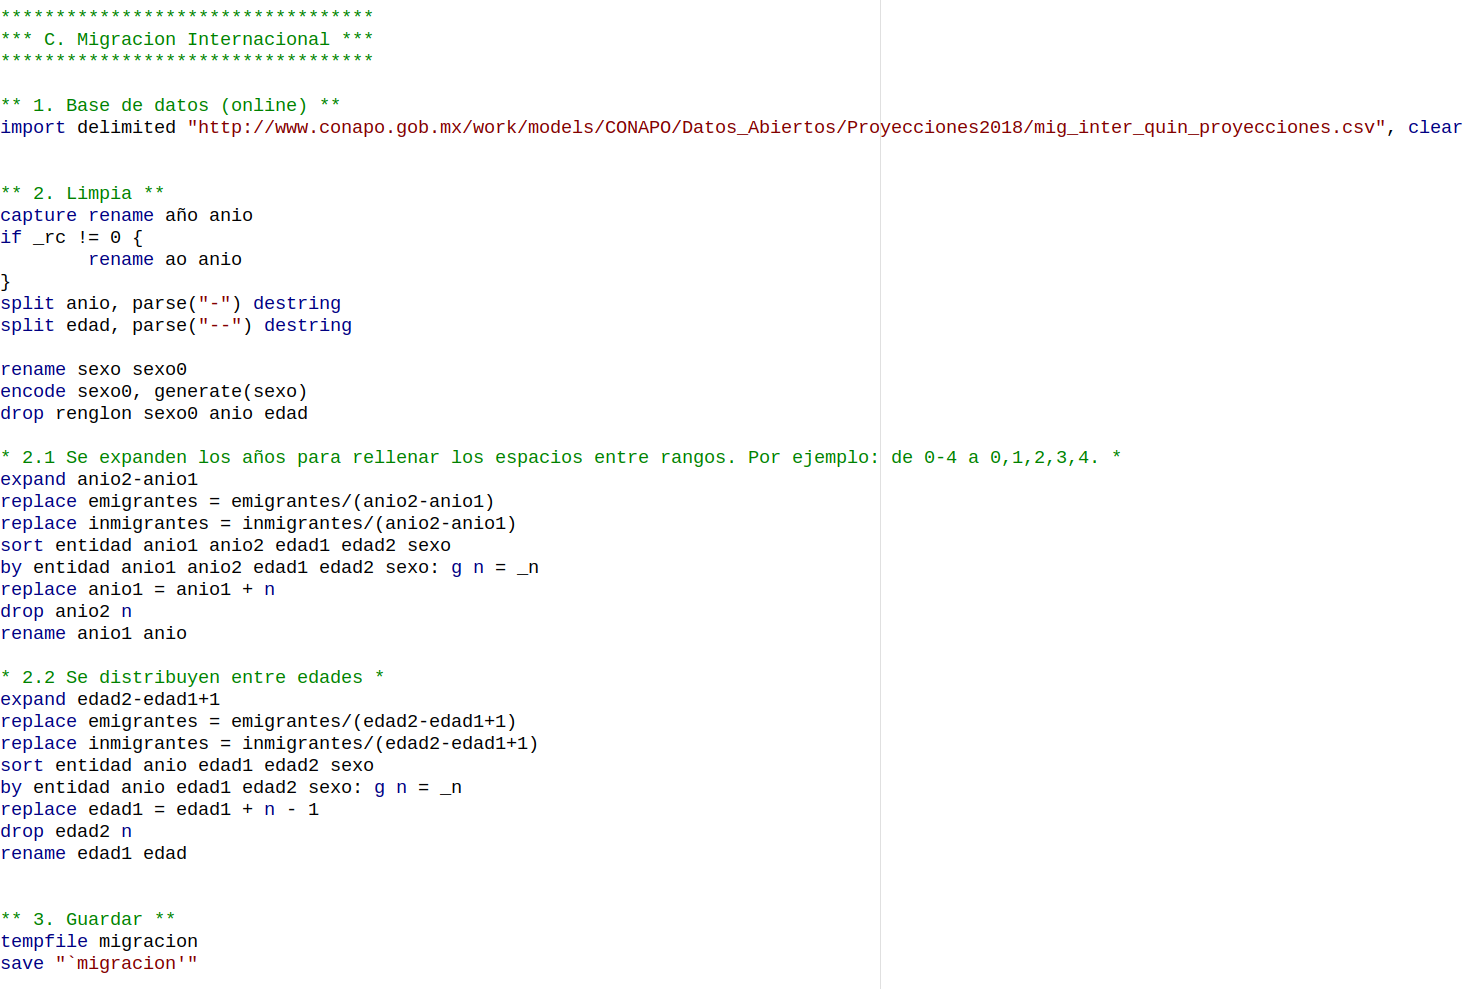 **********************************
*** C. Migracion Internacional ***
**********************************
** 1. Base de datos (online) **
import delimited "http://www.conapo.gob.mx/work/models/CONAPO/Datos_Abiertos/Proyecciones2018/mig_inter_quin_proyecciones.csv", clear
** 2. Limpia **
capture rename año anio
if _rc != 0 {
        rename ao anio
}
split anio, parse("-") destring
split edad, parse("--") destring
rename sexo sexo0
encode sexo0, generate(sexo)
drop renglon sexo0 anio edad
* 2.1 Se expanden los años para rellenar los espacios entre rangos. Por ejemplo: de 0-4 a 0,1,2,3,4. *
expand anio2-anio1
replace emigrantes = emigrantes/(anio2-anio1)
replace inmigrantes = inmigrantes/(anio2-anio1)
sort entidad anio1 anio2 edad1 edad2 sexo
by entidad anio1 anio2 edad1 edad2 sexo: g n = _n
replace anio1 = anio1 + n
drop anio2 n
rename anio1 anio
* 2.2 Se distribuyen entre edades *
expand edad2-edad1+1
replace emigrantes = emigrantes/(edad2-edad1+1)
replace inmigrantes = inmigrantes/(edad2-edad1+1)
sort entidad anio edad1 edad2 sexo
by entidad anio edad1 edad2 sexo: g n = _n
replace edad1 = edad1 + n - 1
drop edad2 n
rename edad1 edad
** 3. Guardar **
tempfile migracion
save "`migracion'"